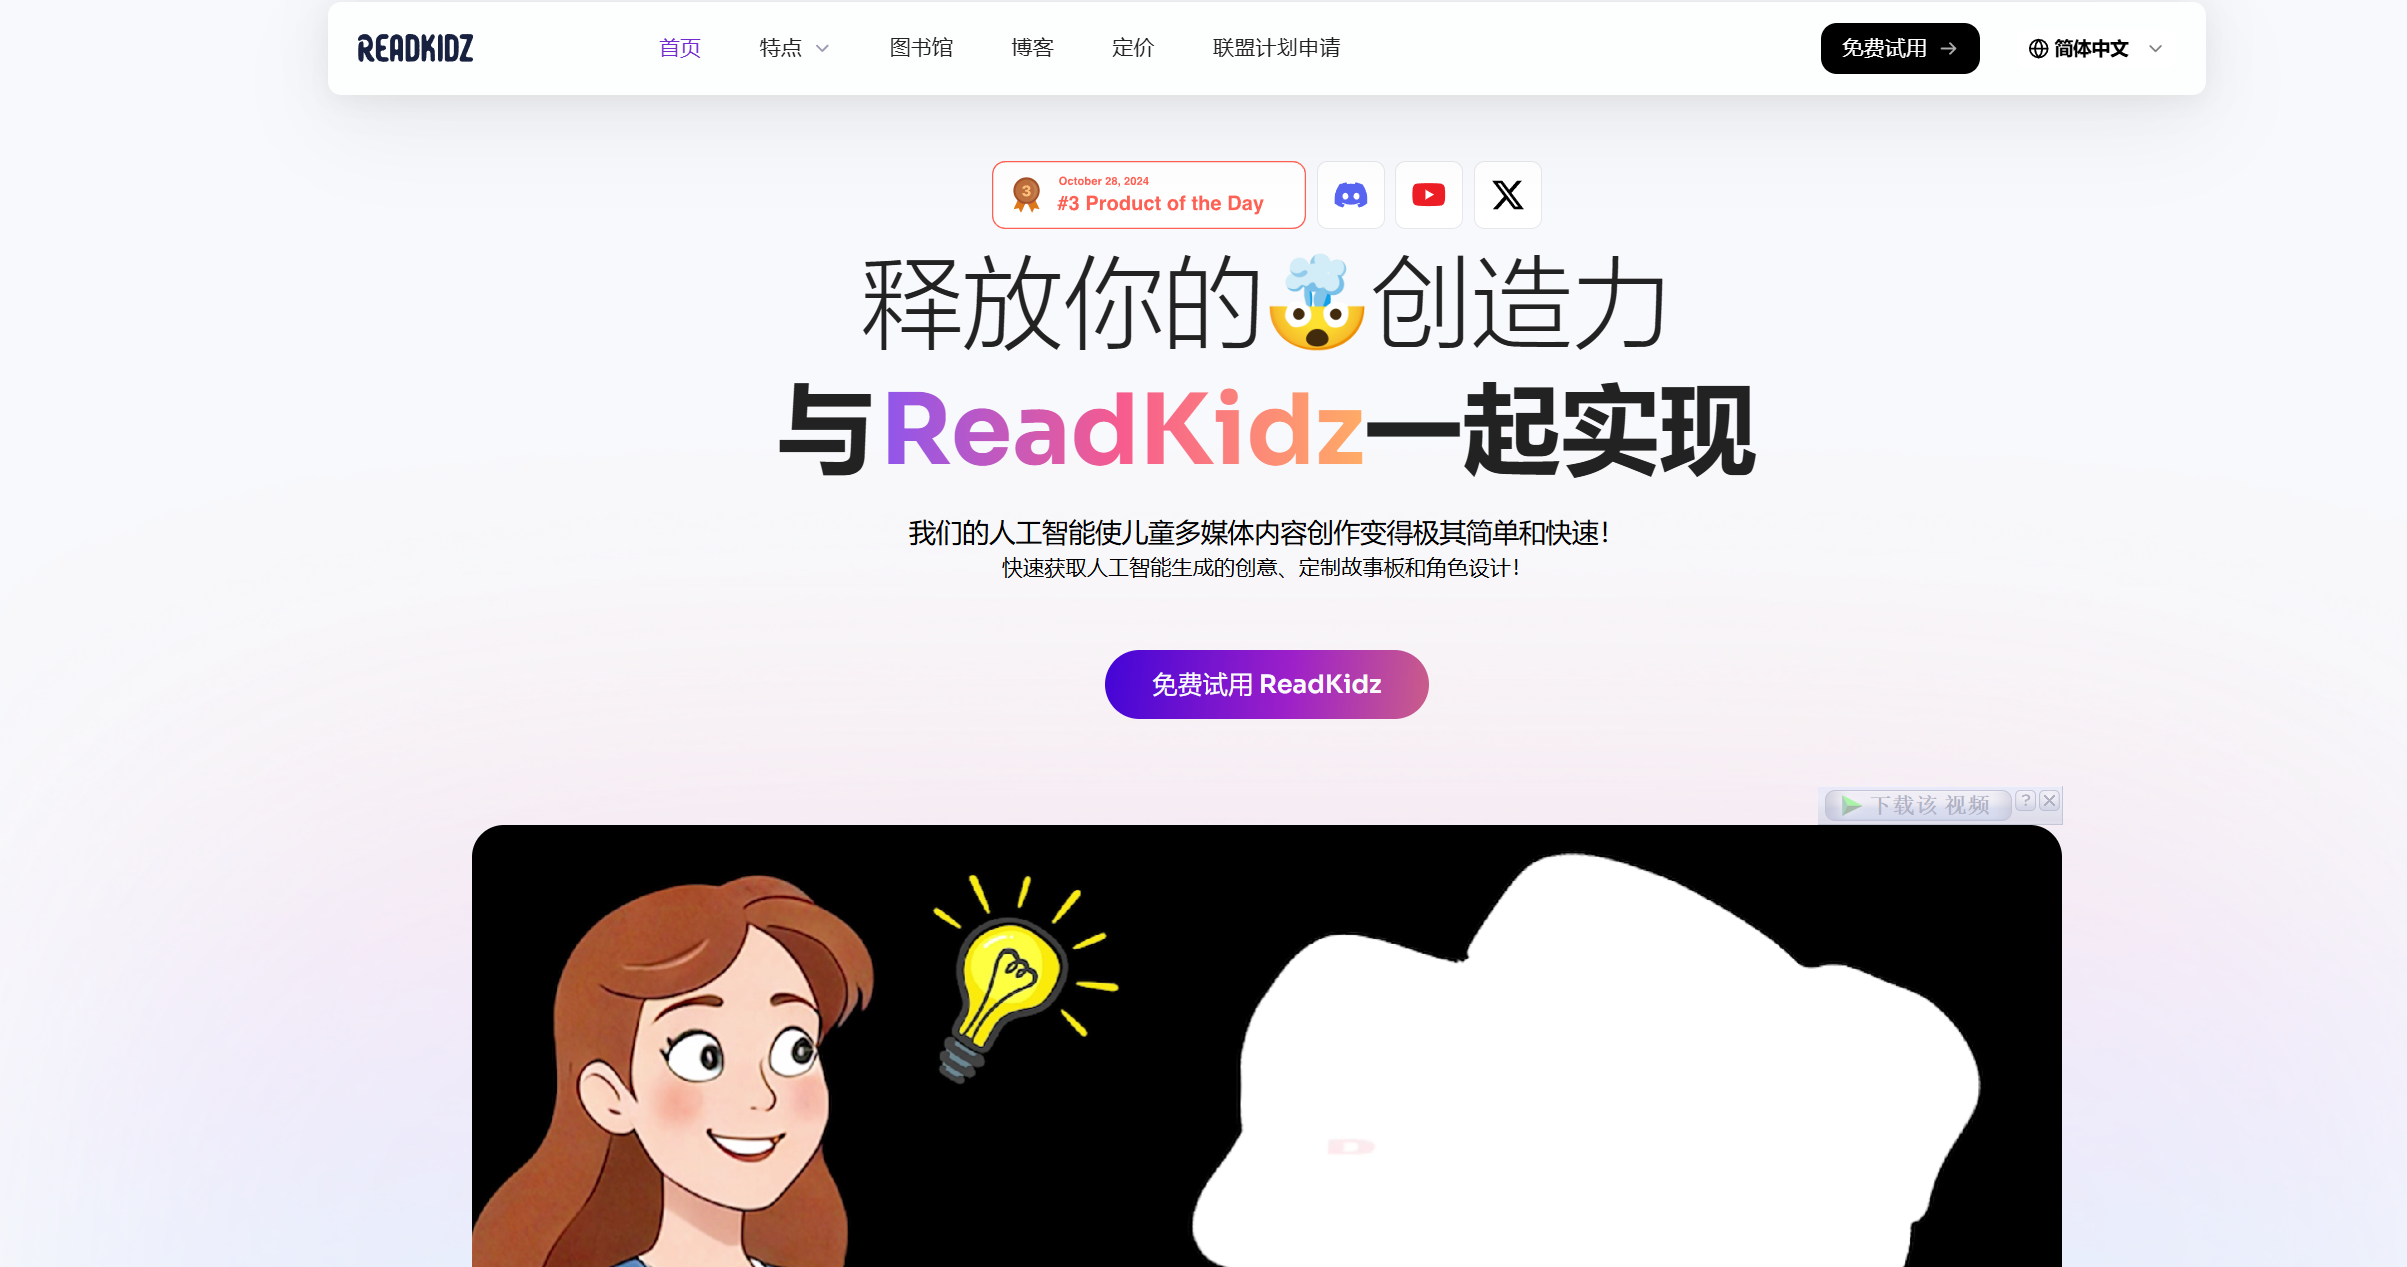 READKIDZ
首页 特点 图书馆 博客 定价 联盟计划申请
免费试用 简体中文
3
October 28, 2024
#3 Product of the Day
释放你的🤯创造力
与ReadKidz一起实现
我们的人工智能使儿童多媒体内容创作变得极其简单和快速！
快速获取人工智能生成的创意、定制故事板和角色设计！
免费试用 ReadKidz
下载该 视频 ?